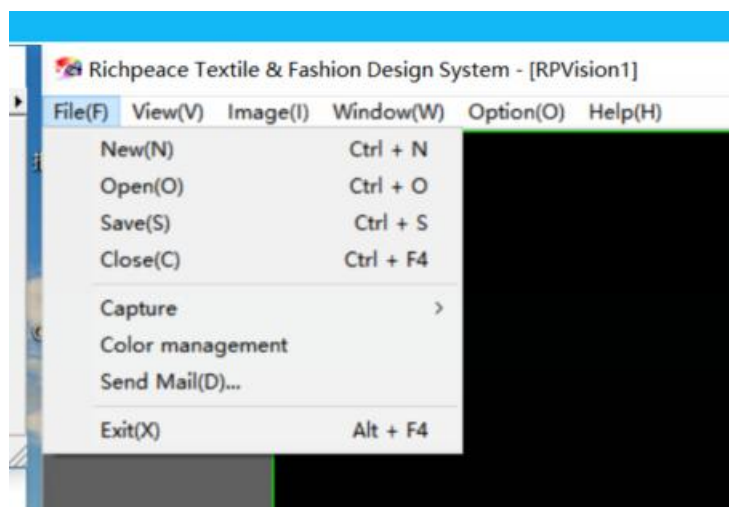 Richpeace Textile & Fashion Design System - [RPVision1]
File(F) View(V) Image(I) Window(W) Option(O) Help(H)
New(N) Ctrl + N
Open(O) Ctrl + O
Save(S) Ctrl + S
Close(C) Ctrl + F4
Capture >
Color management
Send Mail(D)...
Exit(X) Alt + F4